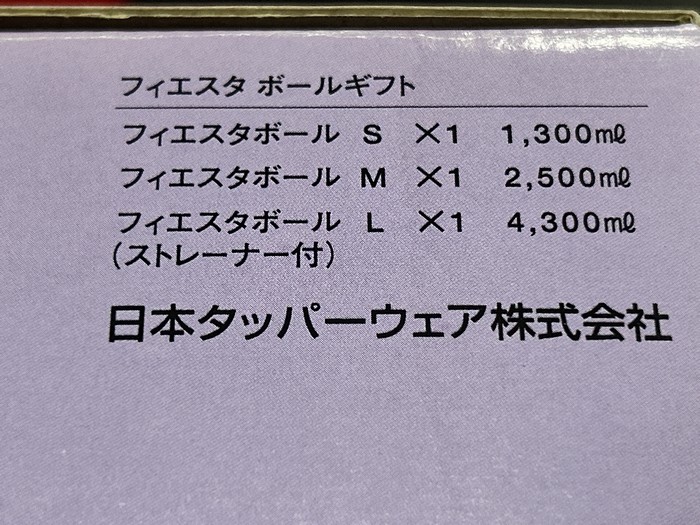 フィエスタ ボールギフト
フィエスタボール S ×1 1,300㎖
フィエスタボール M ×1 2,500㎖
フィエスタボール L ×1 4,300㎖
(ストレーナー付)
日本タッパーウェア株式会社